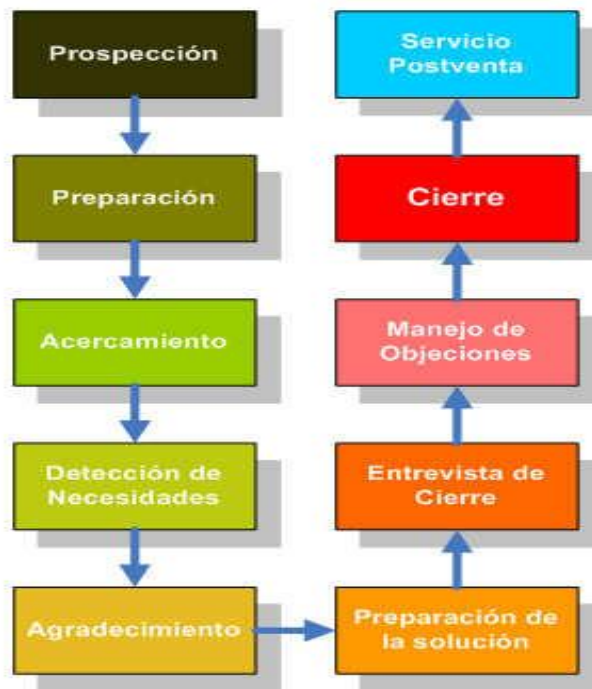 Prospección
Preparación
Acercamiento
Detección de
Necesidades
Agradecimiento
Preparación de
la solución
Entrevista de
Cierre
Manejo de
Objeciones
Cierre
Servicio
Postventa